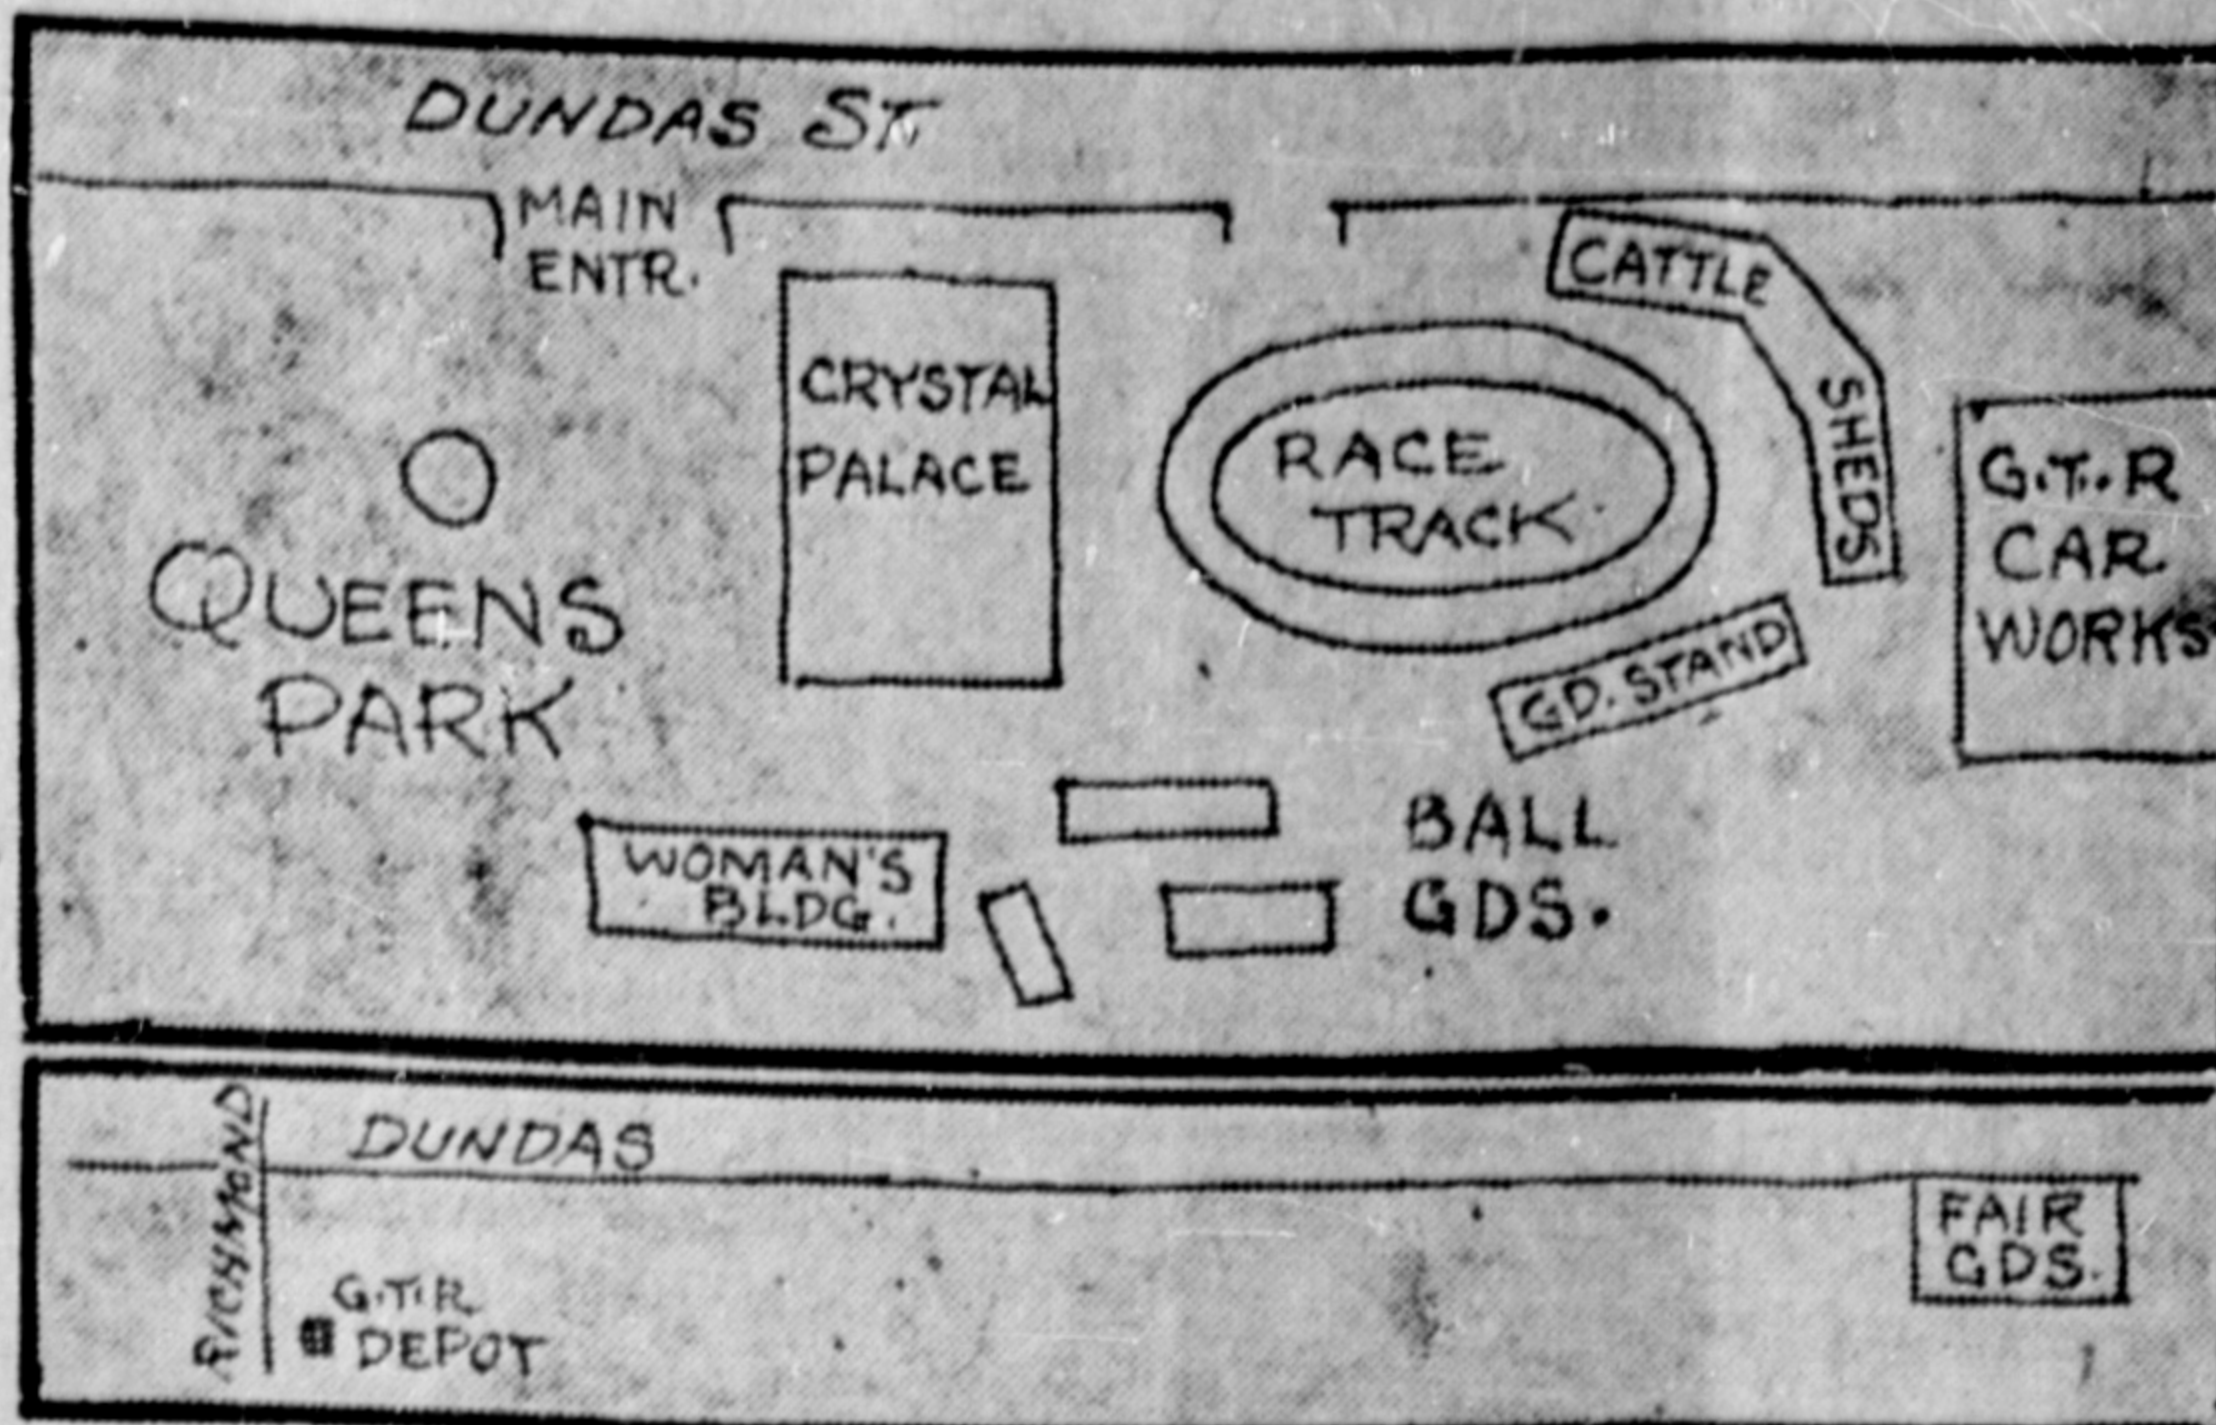 DUNDAS ST.
MAIN
ENTR.
CATTLE
SHEDS
CRYSTAL
PALACE
RACE
TRACK
G.T.R
CAR
WORKS
QUEENS
PARK
GD. STAND
WOMAN'S
BLDG.
BALL
GDS.
RICHMOND
DUNDAS
FAIR
GDS.
G.T.R
DEPOT